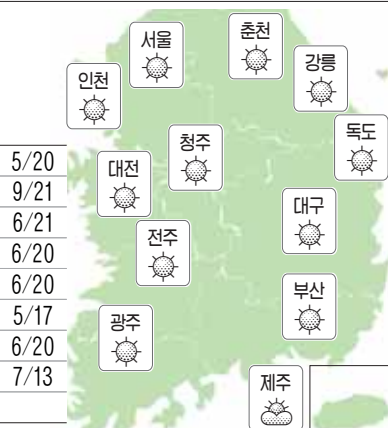 춘천
서울
강릉
인천
독도
청주
대전
대구
전주
부산
광주
제주
5/20
9/21
6/21
6/20
6/20
5/17
6/20
7/13